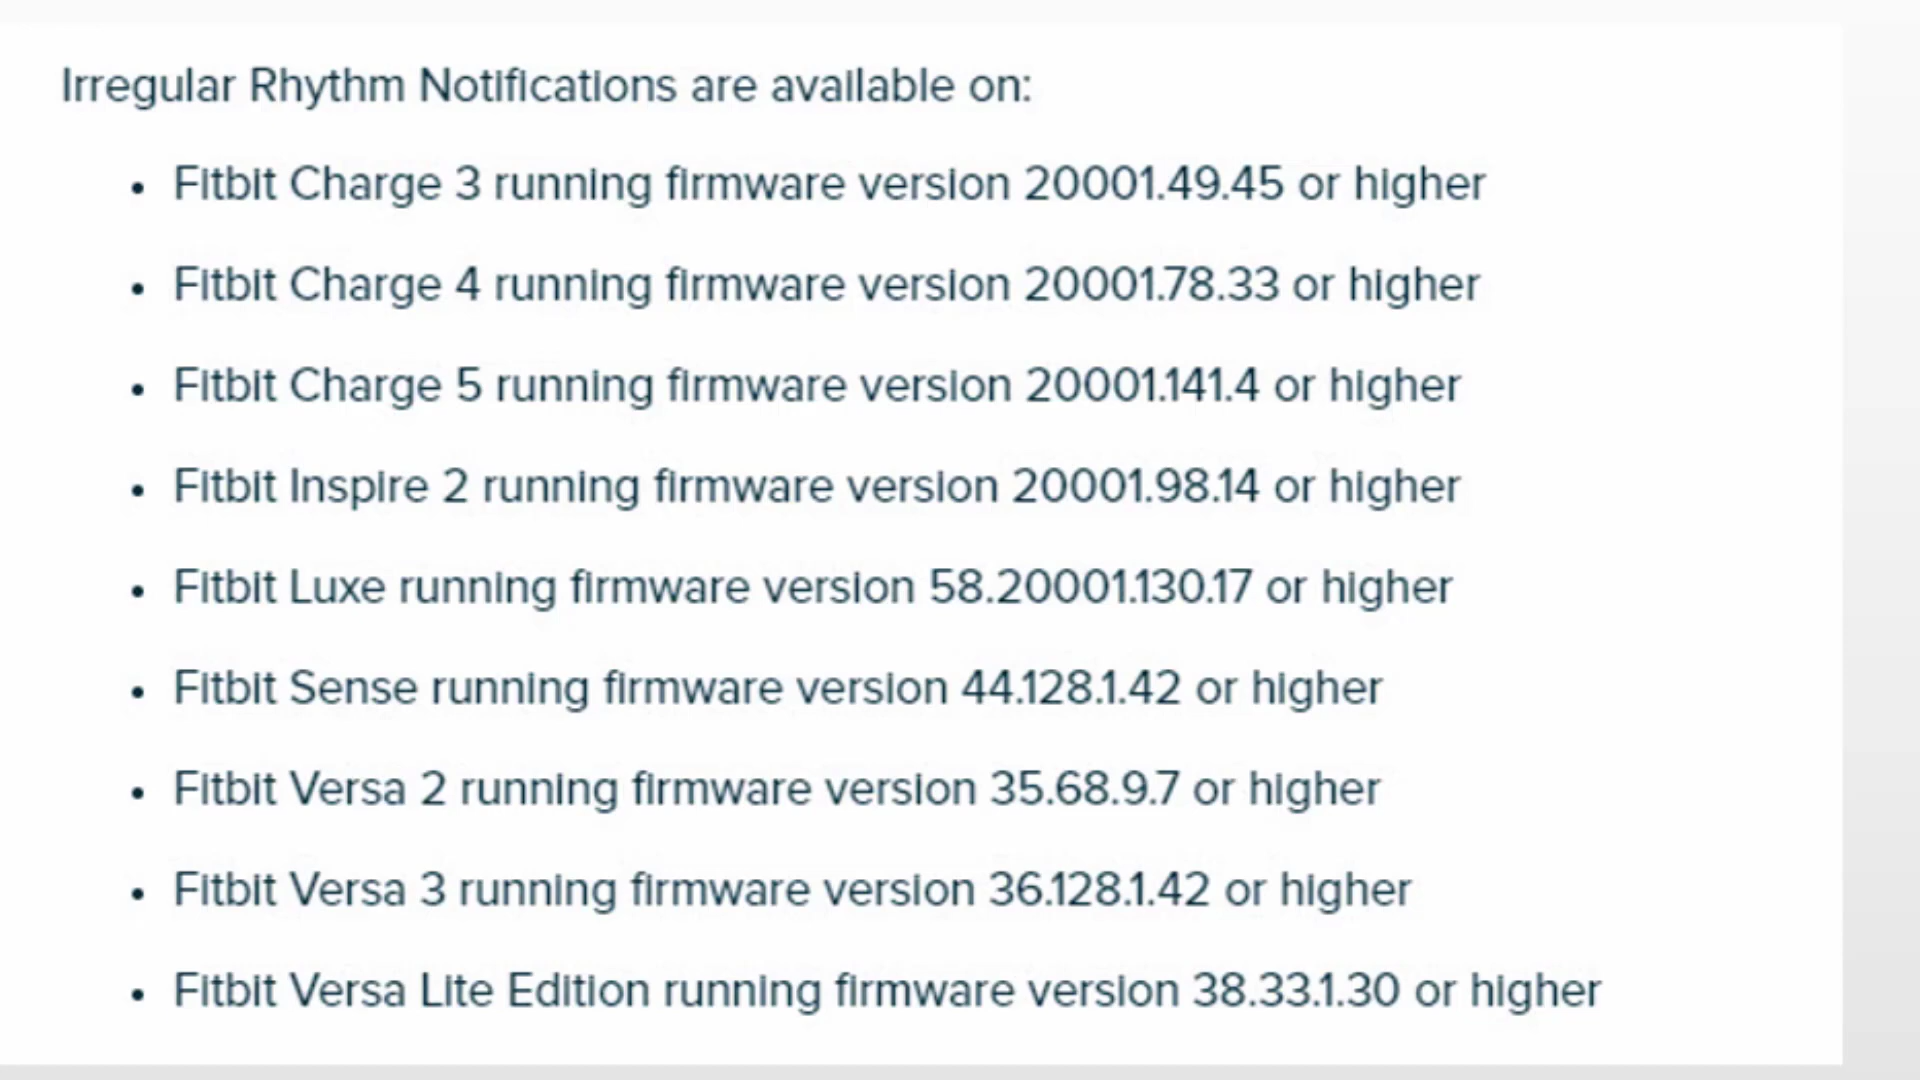 Irregular Rhythm Notifications are available on:
• Fitbit Charge 3 running firmware version 20001.49.45 or higher
• Fitbit Charge 4 running firmware version 20001.78.33 or higher
• Fitbit Charge 5 running firmware version 20001.141.4 or higher
• Fitbit Inspire 2 running firmware version 20001.98.14 or higher
• Fitbit Luxe running firmware version 58.20001.130.17 or higher
• Fitbit Sense running firmware version 44.128.1.42 or higher
• Fitbit Versa 2 running firmware version 35.68.9.7 or higher
• Fitbit Versa 3 running firmware version 36.128.1.42 or higher
• Fitbit Versa Lite Edition running firmware version 38.33.1.30 or higher